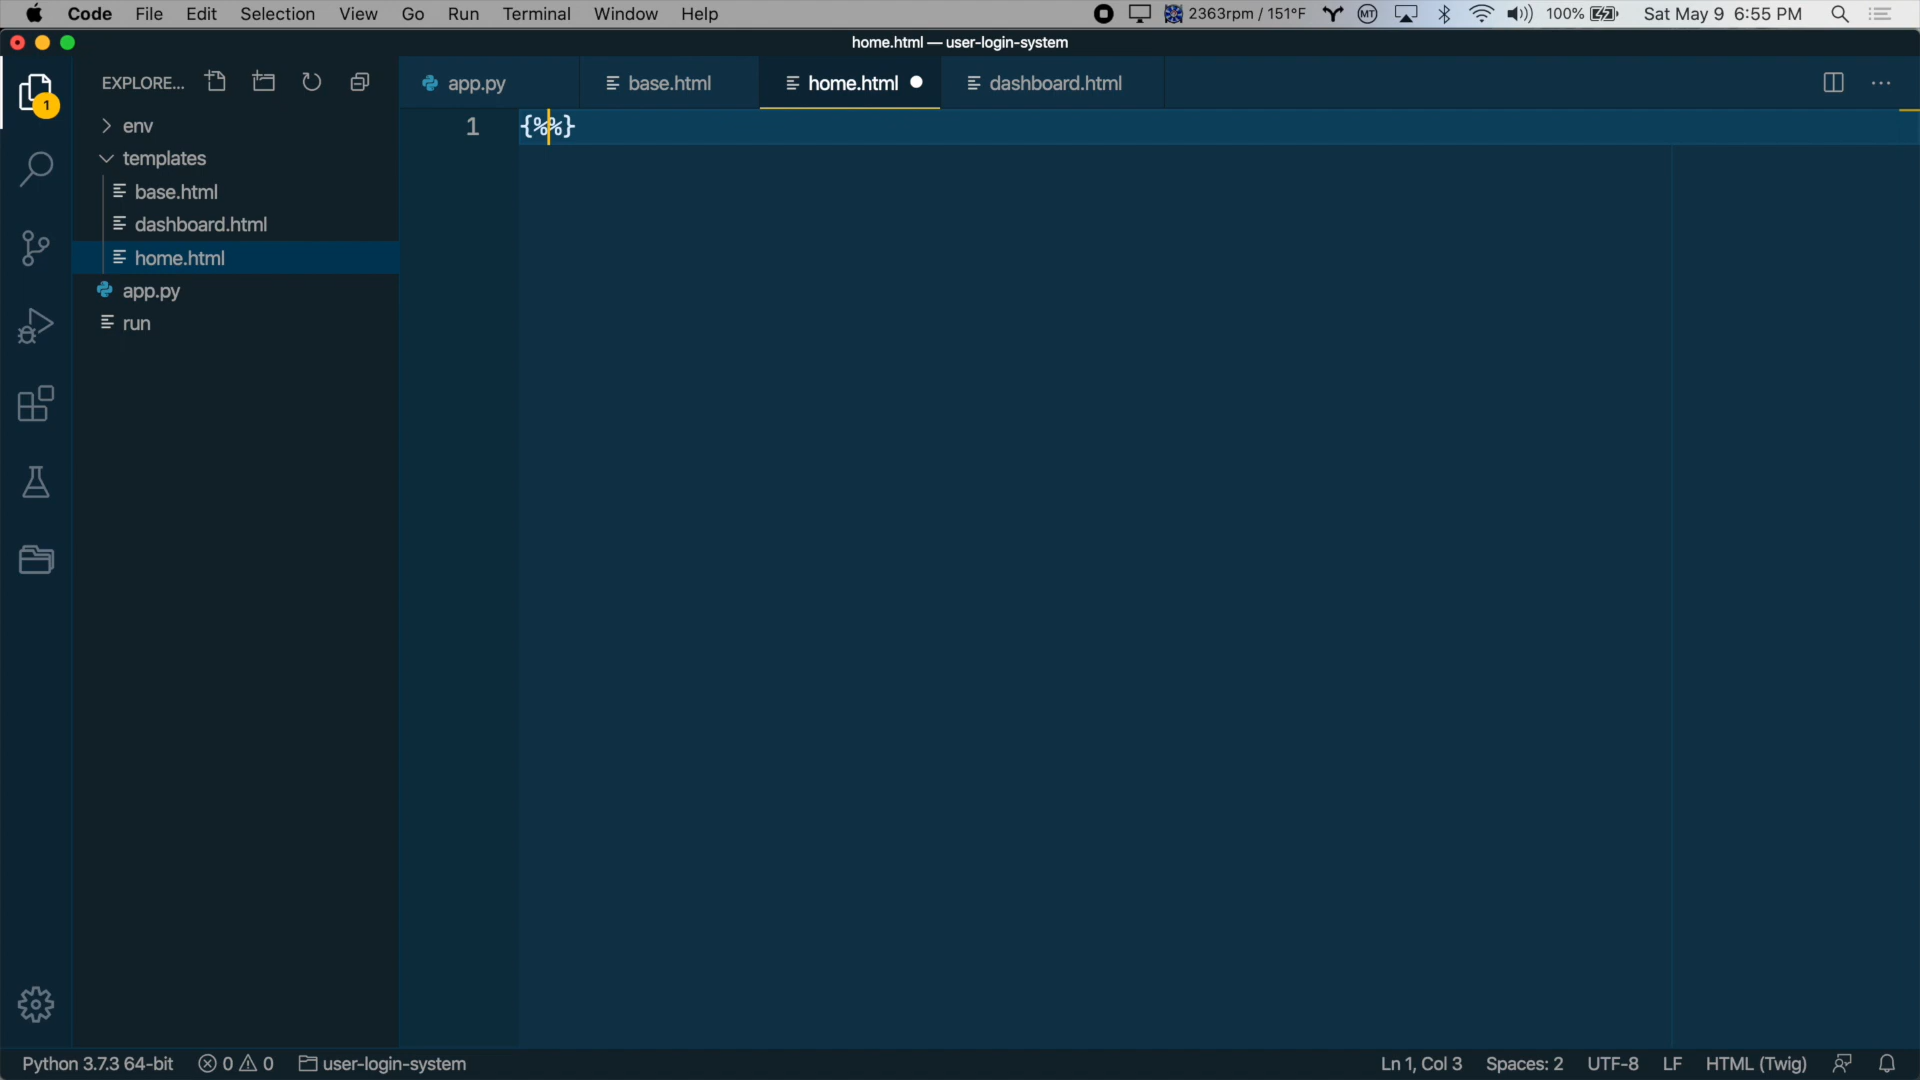 Code File Edit Selection View Go Run Terminal Window Help 2363rpm / 151°F MT 100% Sat May 9 6:55 PM
home.html — user-login-system
1
EXPLORE...
app.py
base.html
home.html
dashboard.html
env
templates
base.html
dashboard.html
home.html
app.py
run
1 {%%}
Python 3.7.3 64-bit 0 0 user-login-system Ln 1, Col 3 Spaces: 2 UTF-8 LF HTML (Twig)